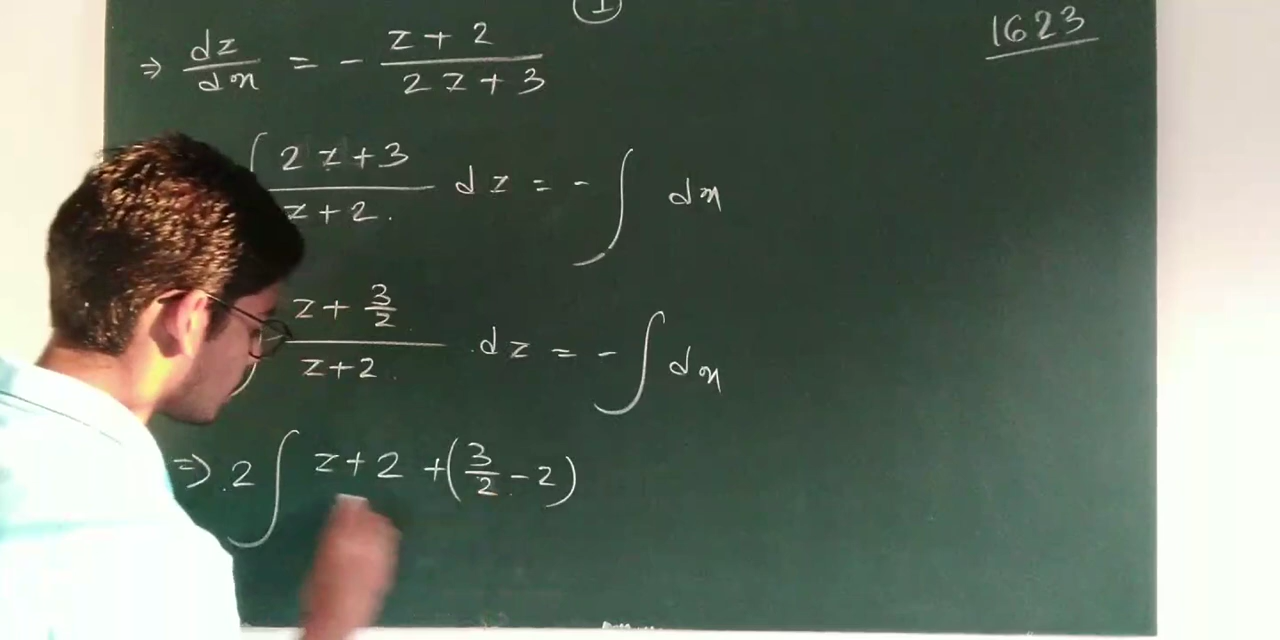 1
1623
⇒ dz/dx = - (z + 2)/(2z + 3)
∫ (2z + 3)/(z + 2) dz = - ∫ dx
(z + 3/2)/(z + 2) dz = - ∫ dx
⇒ 2 ∫ z + 2 + (3/2 - 2)